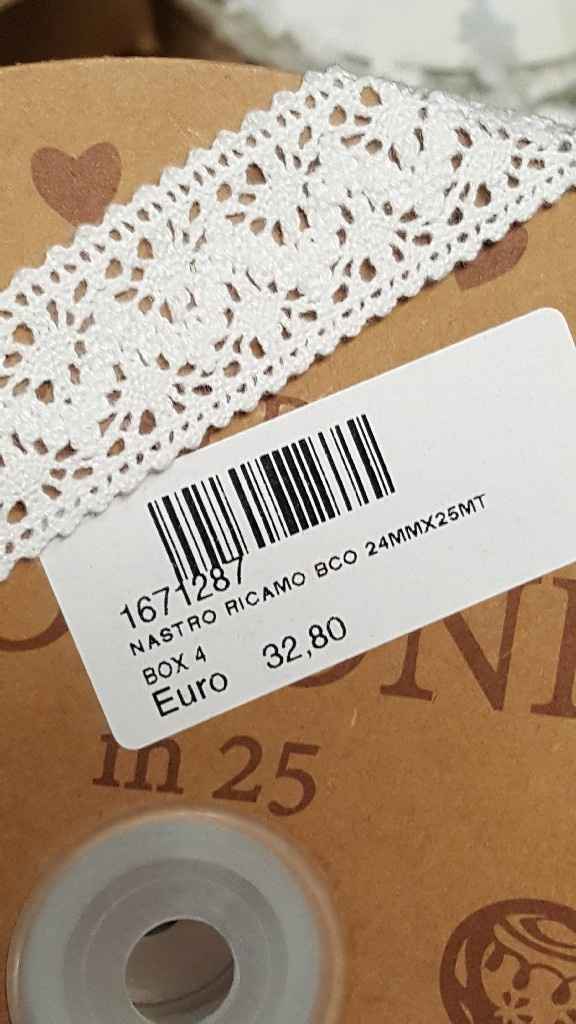 1671287
NASTRO RICAMO BCO 24MMX25MT
BOX 4
Euro 32,80
in 25